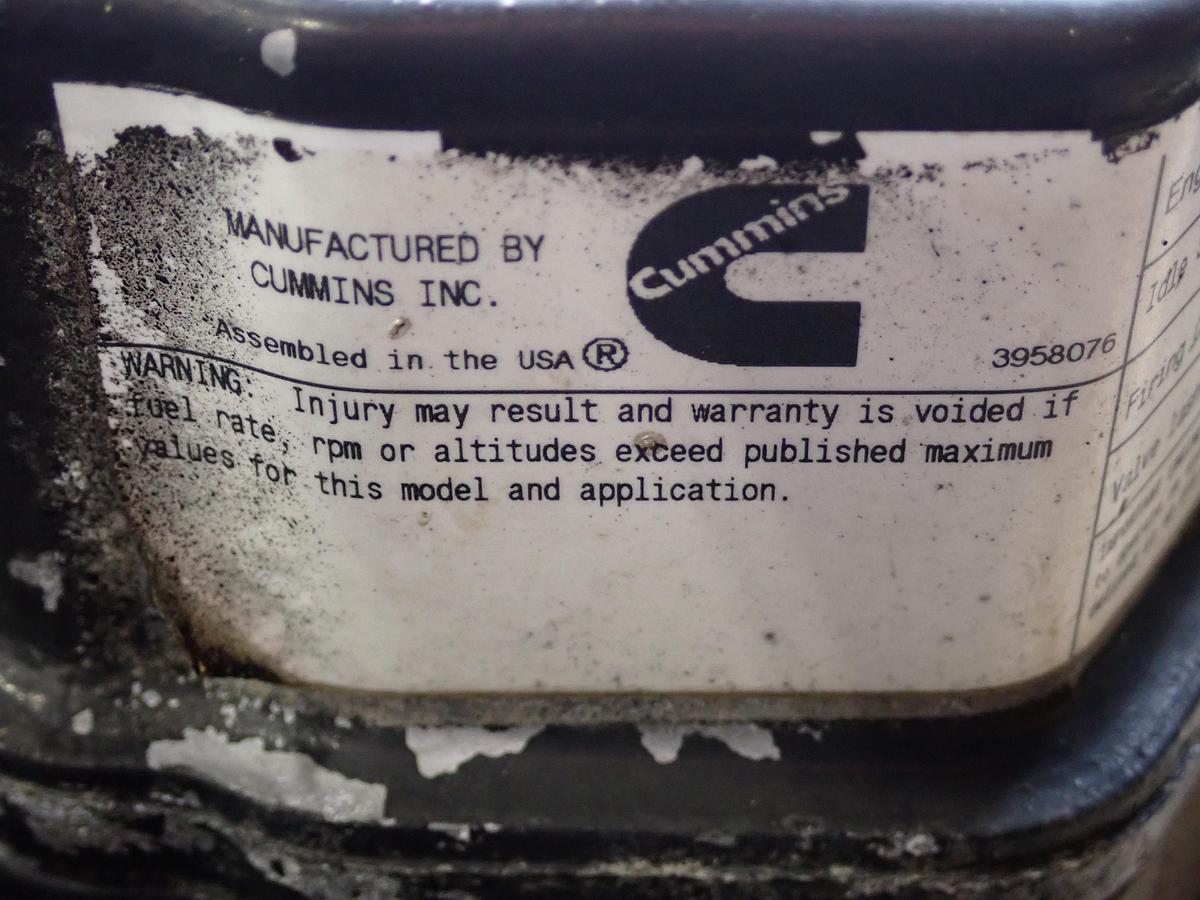 MANUFACTURED BY
CUMMINS INC.
Cummins
Assembled in the USA ®
3958076
WARNING: Injury may result and warranty is voided if
fuel rate, rpm or altitudes exceed published maximum
values for this model and application.
Idle
Firing
Valve